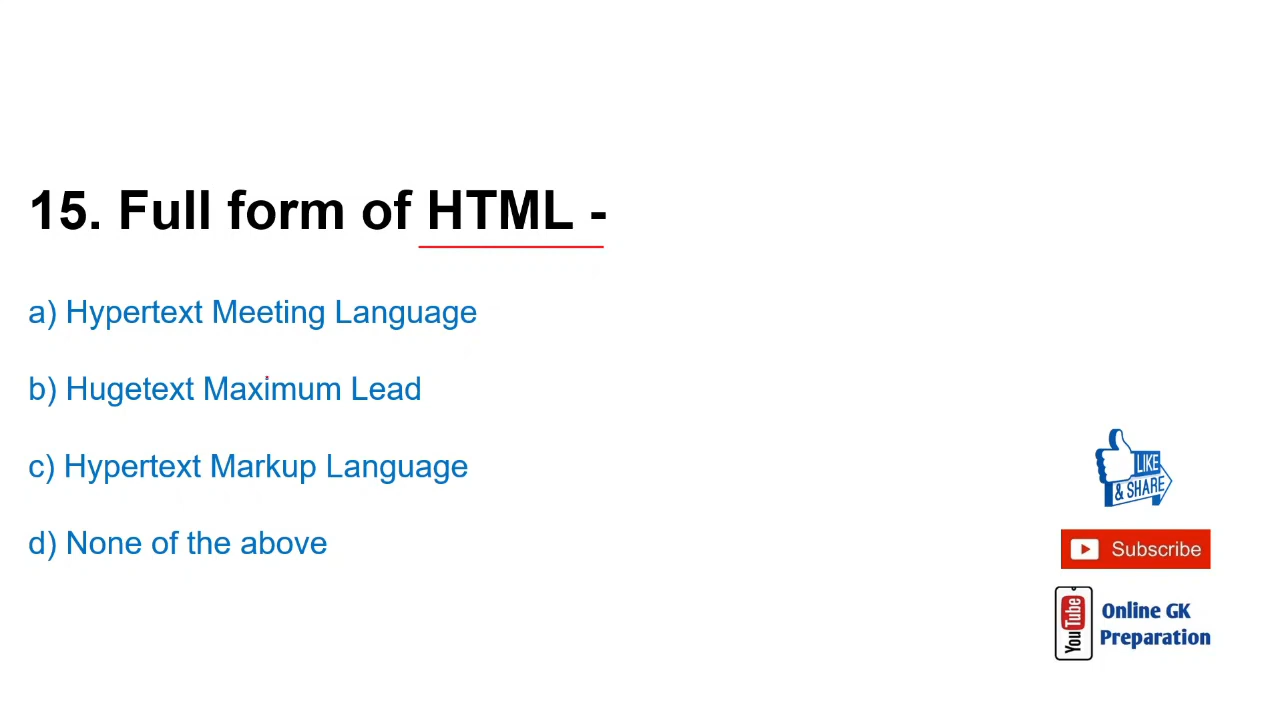 15. Full form of HTML -
a) Hypertext Meeting Language
b) Hugetext Maximum Lead
c) Hypertext Markup Language
d) None of the above
LIKE
& SHARE
Subscribe
YouTube
Online GK
Preparation